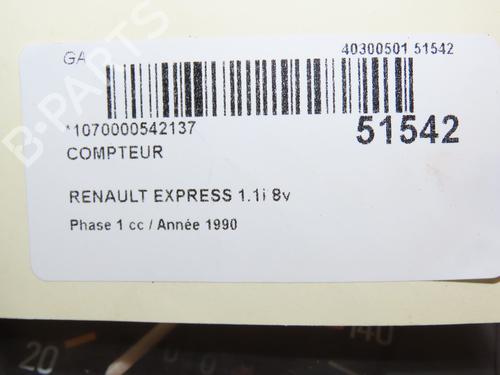 GA 40300501 51542
*1070000542137 51542
COMPTEUR
RENAULT EXPRESS 1.1i 8v
Phase 1 cc / Année 1990
B-PARTS
20 140